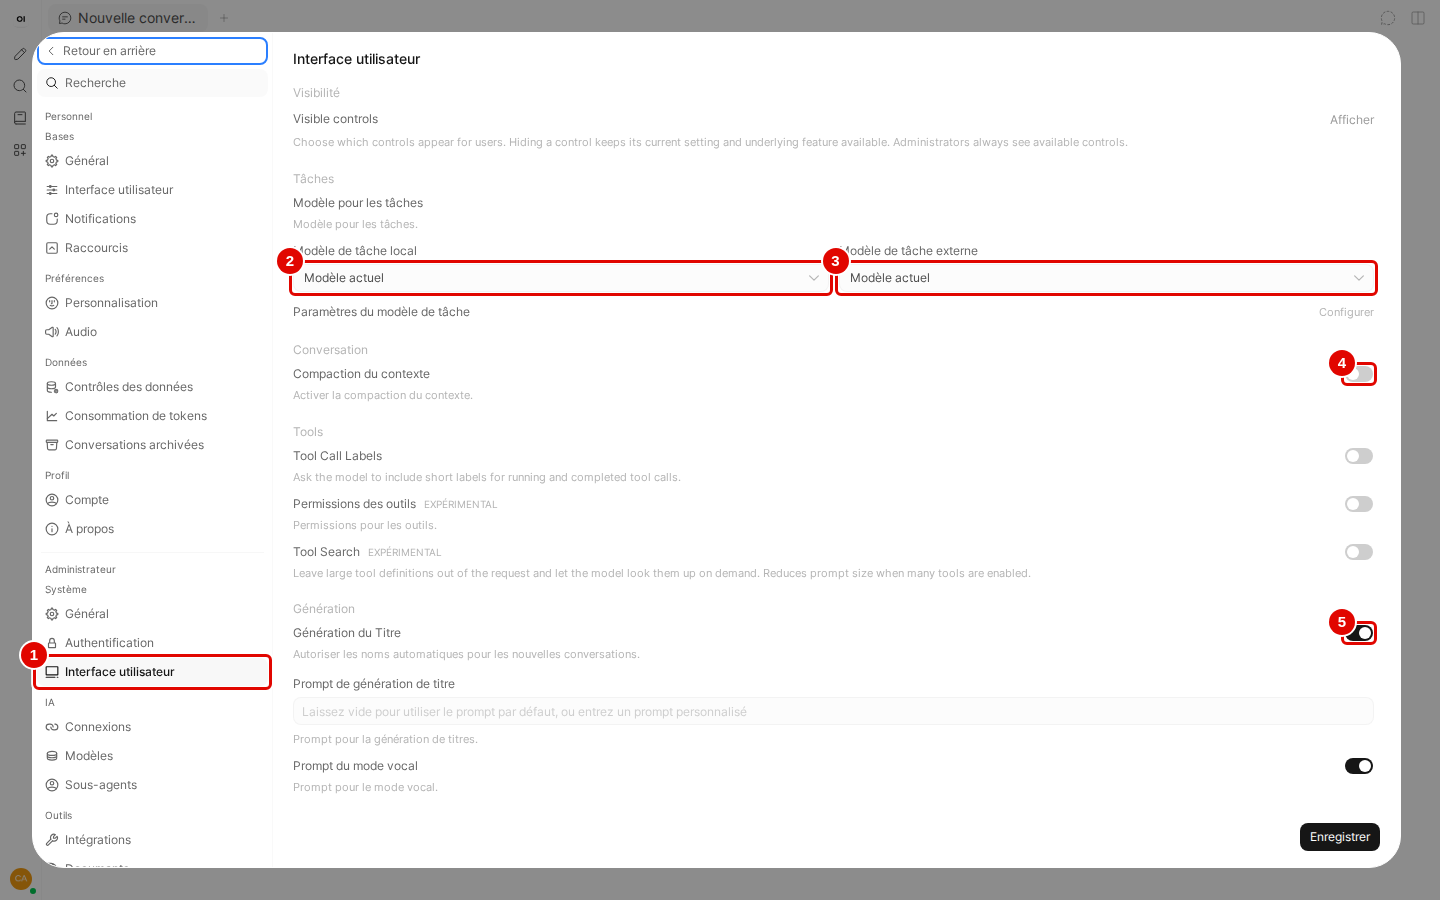 OI
Nouvelle conver...
Retour en arrière
Recherche
Personnel
Bases
Général
Interface utilisateur
Notifications
Raccourcis
Préférences
Personnalisation
Audio
Données
Contrôles des données
Consommation de tokens
Conversations archivées
Profil
Compte
À propos
Administrateur
Système
Général
Authentification
1
Interface utilisateur
IA
Connexions
Modèles
Sous-agents
Outils
Intégrations
CA
Interface utilisateur
Visibilité
Visible controls
Afficher
Choose which controls appear for users. Hiding a control keeps its current setting and underlying feature available. Administrators always see available controls.
Tâches
Modèle pour les tâches
Modèle pour les tâches.
Modèle de tâche local
Modèle de tâche externe
2
3
Modèle actuel
Modèle actuel
Paramètres du modèle de tâche
Configurer
Conversation
Compaction du contexte
4
Activer la compaction du contexte.
Tools
Tool Call Labels
Ask the model to include short labels for running and completed tool calls.
Permissions des outils EXPÉRIMENTAL
Permissions pour les outils.
Tool Search EXPÉRIMENTAL
Leave large tool definitions out of the request and let the model look them up on demand. Reduces prompt size when many tools are enabled.
Génération
Génération du Titre
5
Autoriser les noms automatiques pour les nouvelles conversations.
Prompt de génération de titre
Laissez vide pour utiliser le prompt par défaut, ou entrez un prompt personnalisé
Prompt pour la génération de titres.
Prompt du mode vocal
Prompt pour le mode vocal.
Enregistrer